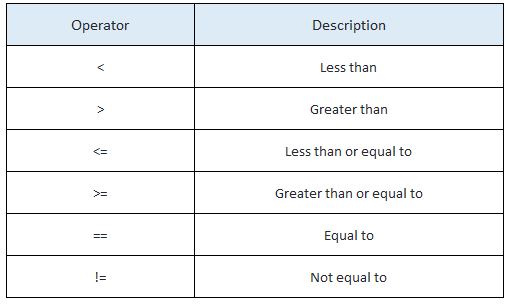 Operator Description
< Less than
> Greater than
<= Less than or equal to
>= Greater than or equal to
== Equal to
!= Not equal to